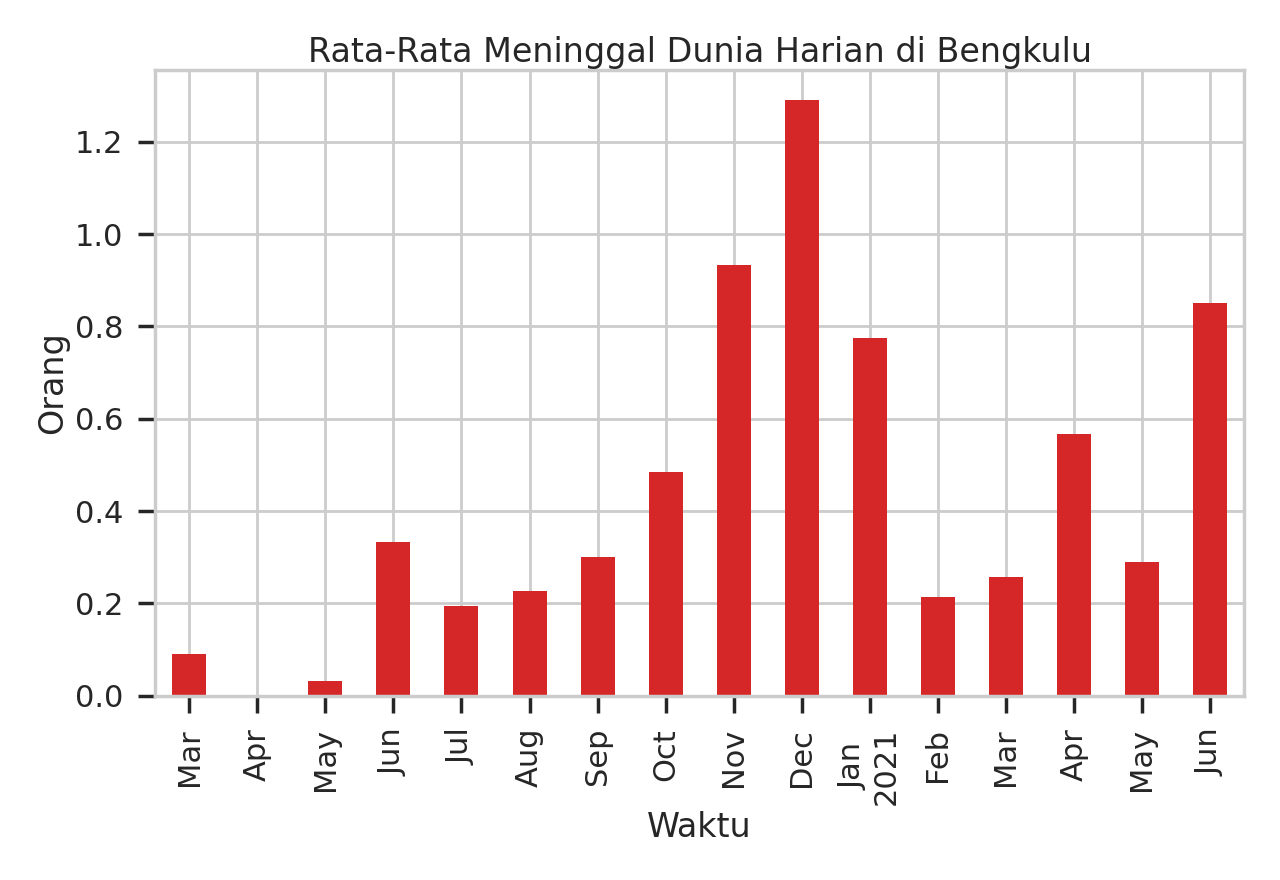 Rata-Rata Meninggal Dunia Harian di Bengkulu
Orang
1.2
1.0
0.8
0.6
0.4
0.2
0.0
Mar
Apr
May
Jun
Jul
Aug
Sep
Oct
Nov
Dec
Jan
2021
Feb
Mar
Apr
May
Jun
Waktu